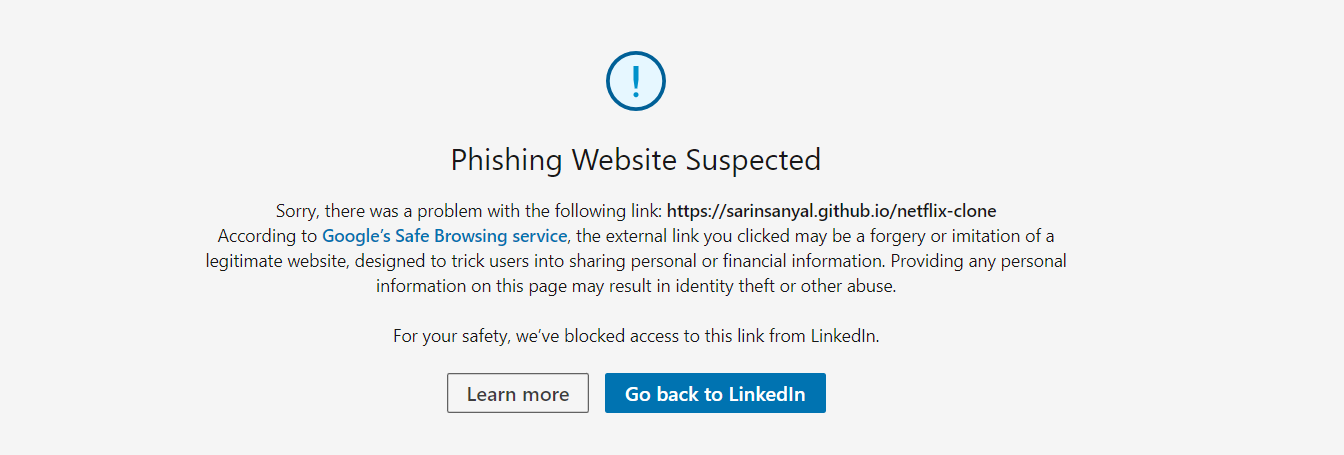 Phishing Website Suspected
Sorry, there was a problem with the following link: https://sarinsanyal.github.io/netflix-clone
According to Google's Safe Browsing service, the external link you clicked may be a forgery or imitation of a
legitimate website, designed to trick users into sharing personal or financial information. Providing any personal
information on this page may result in identity theft or other abuse.
For your safety, we've blocked access to this link from LinkedIn.
Learn more
Go back to LinkedIn